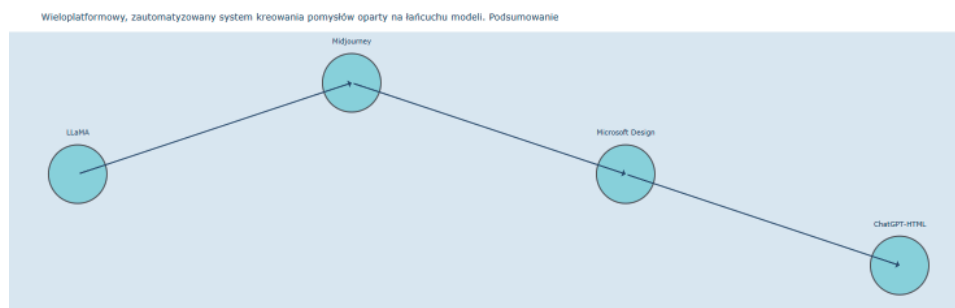 Wieloplatformowy, zautomatyzowany system kreowania pomysłów oparty na łańcuchu modeli. Podsumowanie
Midjourney
LLaMA
Microsoft Design
ChatGPT-HTML